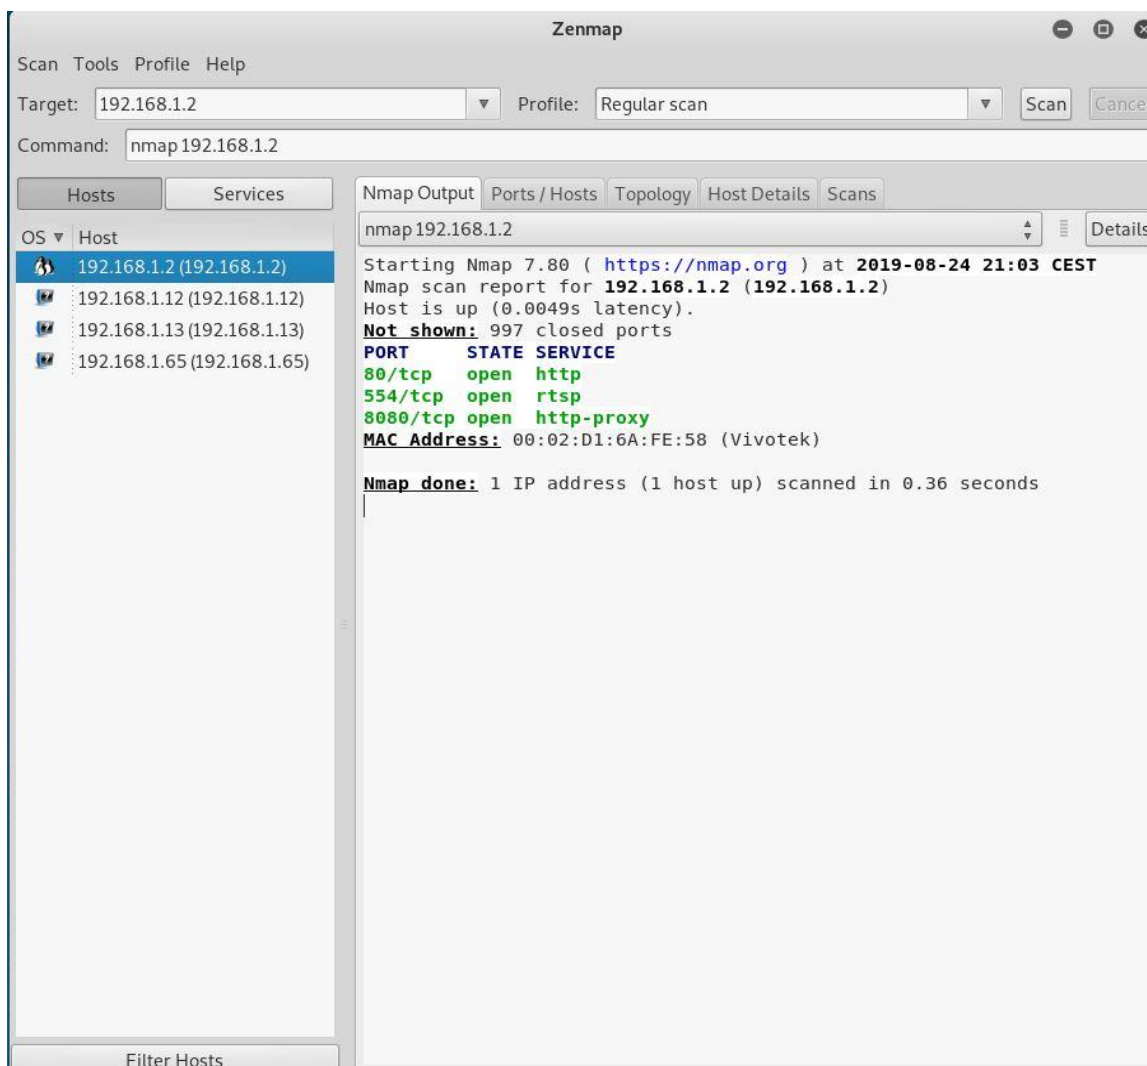 Zenmap
Scan Tools Profile Help
Target: 192.168.1.2 Profile: Regular scan Scan Cance
Command: nmap 192.168.1.2
Hosts Services
OS Host
192.168.1.2 (192.168.1.2)
192.168.1.12 (192.168.1.12)
192.168.1.13 (192.168.1.13)
192.168.1.65 (192.168.1.65)
Filter Hosts
Nmap Output Ports / Hosts Topology Host Details Scans
nmap 192.168.1.2 Details
Starting Nmap 7.80 ( https://nmap.org ) at 2019-08-24 21:03 CEST
Nmap scan report for 192.168.1.2 (192.168.1.2)
Host is up (0.0049s latency).
Not shown: 997 closed ports
PORT STATE SERVICE
80/tcp open http
554/tcp open rtsp
8080/tcp open http-proxy
MAC Address: 00:02:D1:6A:FE:58 (Vivotek)
Nmap done: 1 IP address (1 host up) scanned in 0.36 seconds